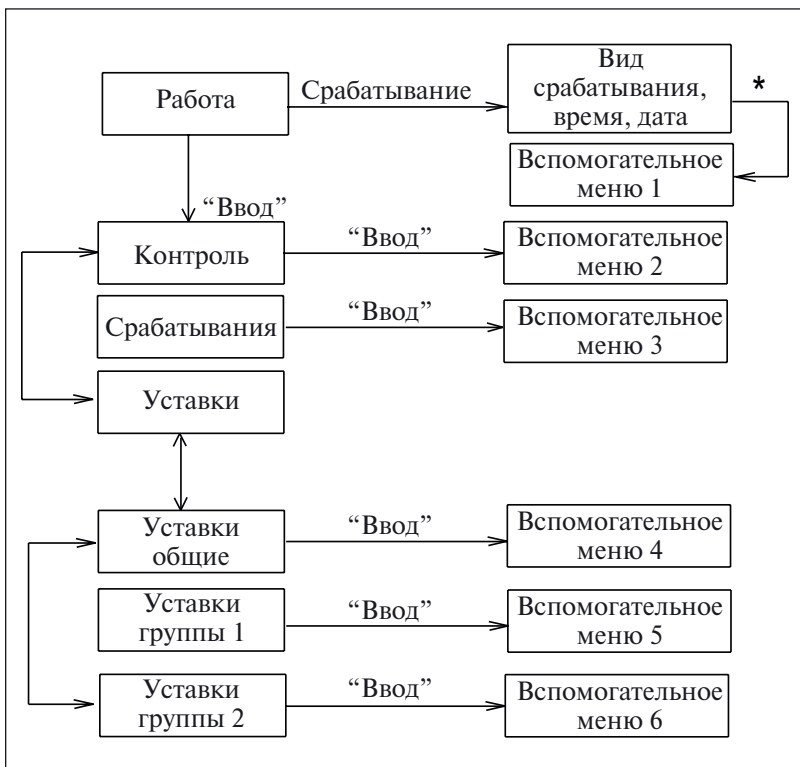 Работа
Срабатывание
Вид
срабатывания,
время, дата
*
Вспомогательное
меню 1
“Ввод”
Контроль
“Ввод”
Вспомогательное
меню 2
Срабатывания
“Ввод”
Вспомогательное
меню 3
Уставки
Уставки
общие
“Ввод”
Вспомогательное
меню 4
Уставки
группы 1
“Ввод”
Вспомогательное
меню 5
Уставки
группы 2
“Ввод”
Вспомогательное
меню 6